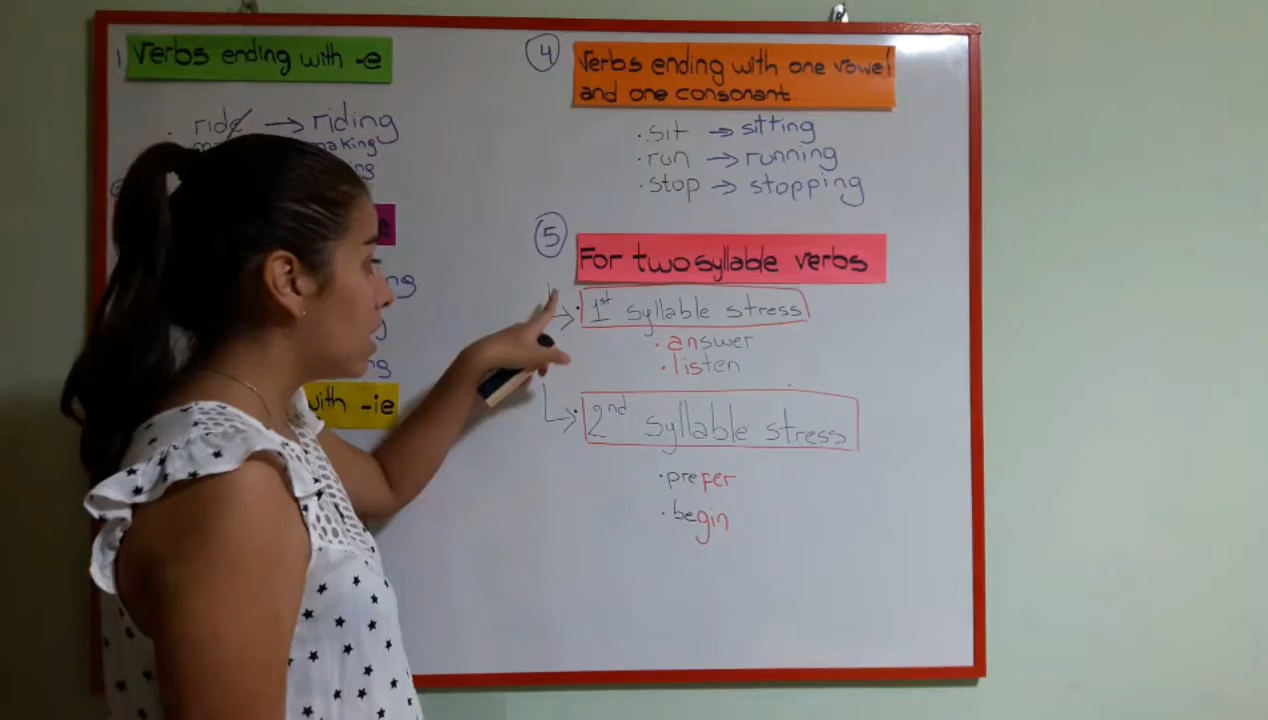 1 Verbs ending with -e
· ride → riding
aking
ing
e
ing
g
g
with -ie
4 Verbs ending with one vowel
and one consonant
· sit → sitting
· run → running
· stop → stopping
5 For two syllable verbs
· 1st syllable stress
· answer
· listen
· 2nd syllable stress
· prefer
· begin